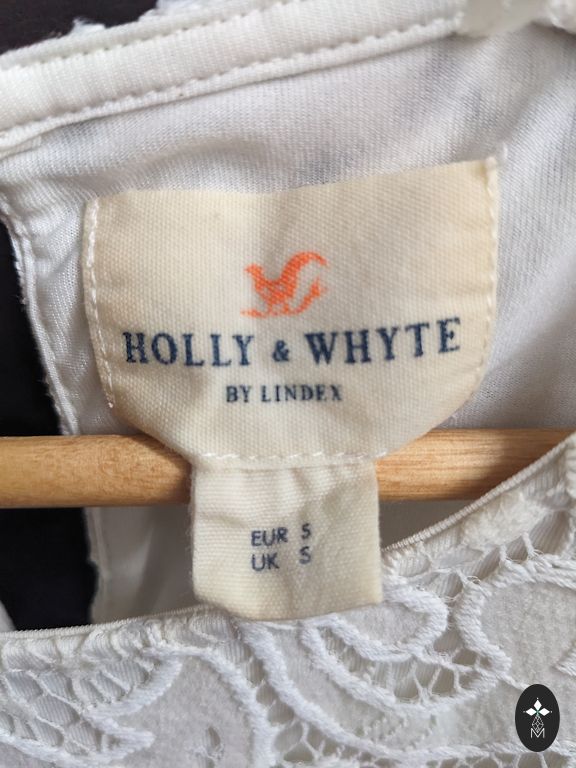 HOLLY & WHYTE
BY LINDEX
EUR S
UK S